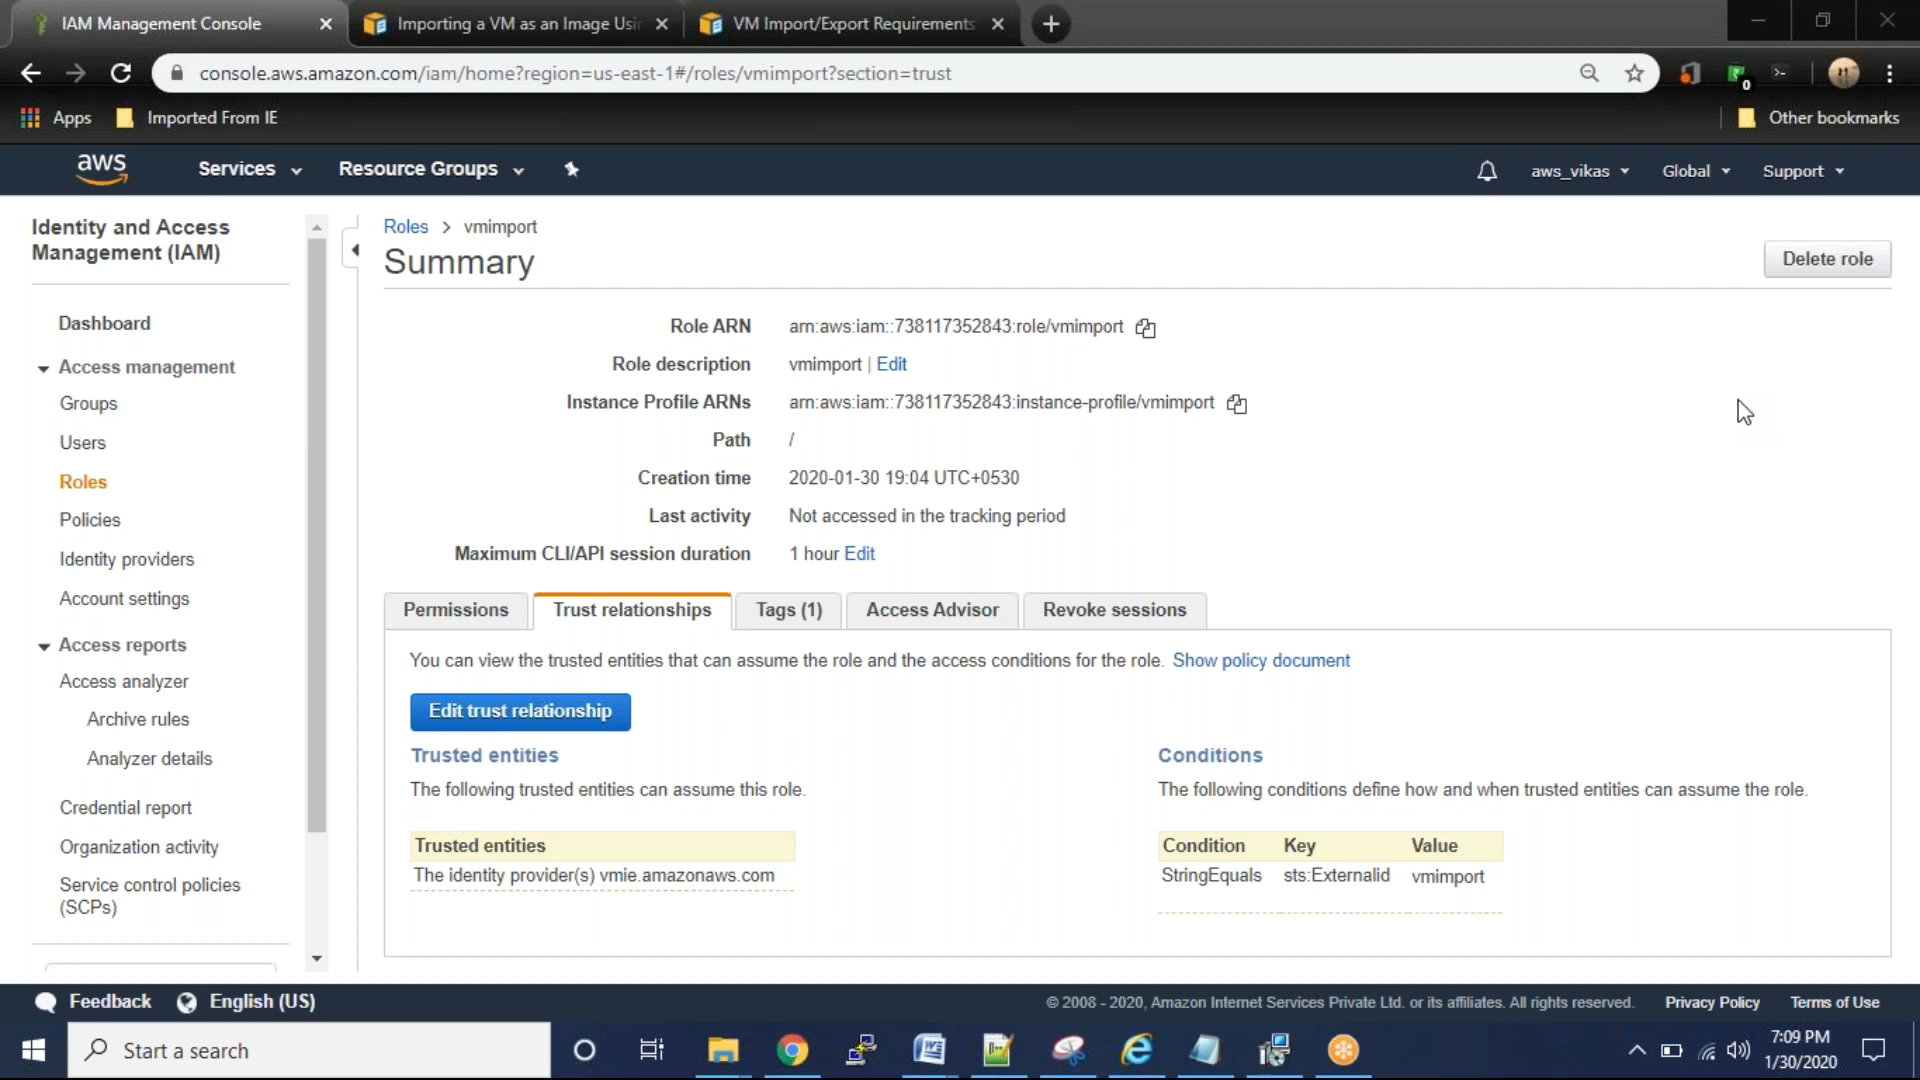 IAM Management Console
Importing a VM as an Image Usin
VM Import/Export Requirements
console.aws.amazon.com/iam/home?region=us-east-1#/roles/vmimport?section=trust
0
Apps
Imported From IE
Other bookmarks
aws
Services
Resource Groups
aws_vikas
Global
Support
Identity and Access Management (IAM)
Dashboard
Access management
Groups
Users
Roles
Policies
Identity providers
Account settings
Access reports
Access analyzer
Archive rules
Analyzer details
Credential report
Organization activity
Service control policies (SCPs)
Roles > vmimport
Summary
Delete role
Role ARN arn:aws:iam::738117352843:role/vmimport
Role description vmimport | Edit
Instance Profile ARNs arn:aws:iam::738117352843:instance-profile/vmimport
Path /
Creation time 2020-01-30 19:04 UTC+0530
Last activity Not accessed in the tracking period
Maximum CLI/API session duration 1 hour Edit
Permissions
Trust relationships
Tags (1)
Access Advisor
Revoke sessions
You can view the trusted entities that can assume the role and the access conditions for the role. Show policy document
Edit trust relationship
Trusted entities
The following trusted entities can assume this role.
Trusted entities
The identity provider(s) vmie.amazonaws.com
Conditions
The following conditions define how and when trusted entities can assume the role.
Condition Key Value
StringEquals sts:Externalid vmimport
Feedback
English (US)
© 2008 - 2020, Amazon Internet Services Private Ltd. or its affiliates. All rights reserved.
Privacy Policy
Terms of Use
Start a search
7:09 PM
1/30/2020